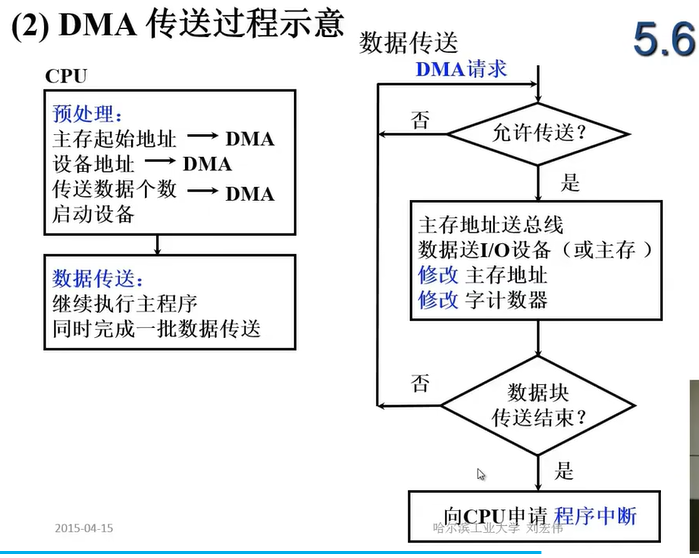 (2) DMA 传送过程示意
5.6
CPU
预处理：
主存起始地址 → DMA
设备地址 → DMA
传送数据个数 → DMA
启动设备
数据传送：
继续执行主程序
同时完成一批数据传送
数据传送
DMA请求
否
允许传送？
是
主存地址送总线
数据送I/O设备（或主存）
修改 主存地址
修改 字计数器
否
数据块
传送结束？
是
向CPU申请 程序中断
2015-04-15
哈尔滨工业大学 刘宏伟